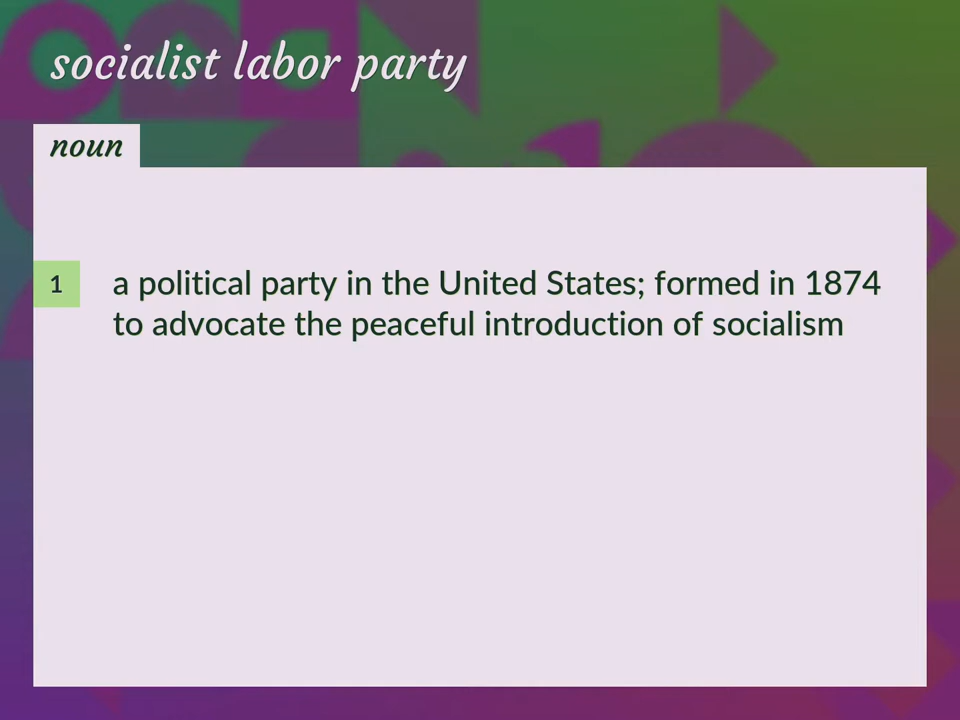 socialist labor party
noun
1
a political party in the United States; formed in 1874
to advocate the peaceful introduction of socialism